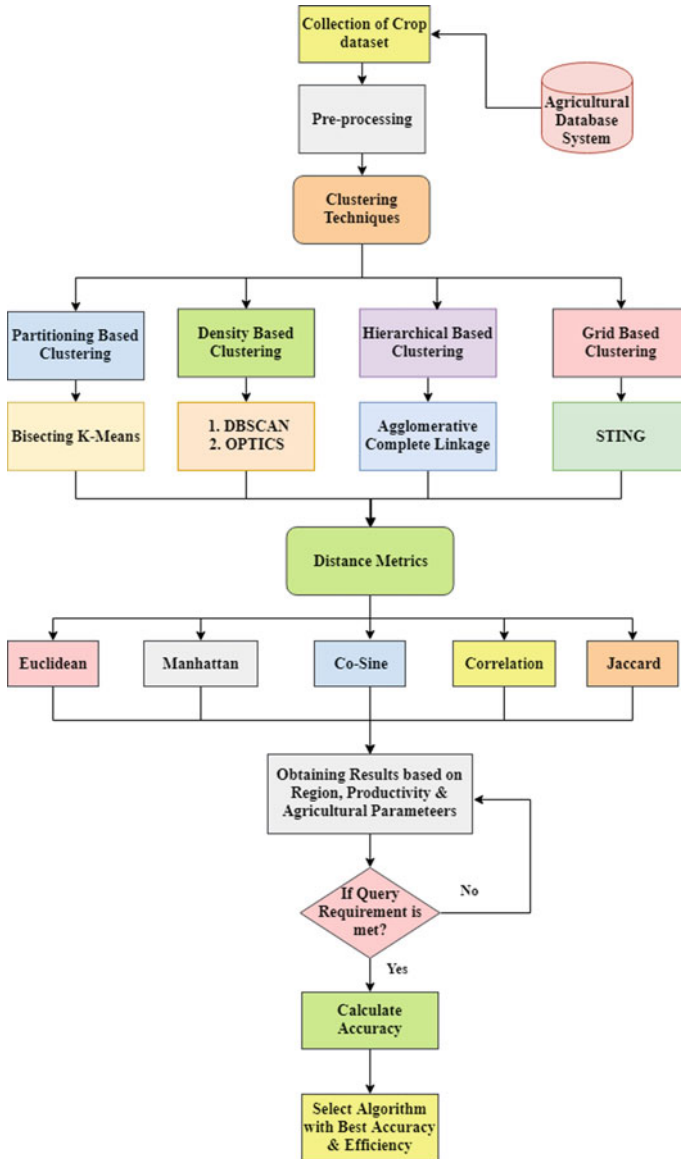 Collection of Crop
dataset
Agricultural
Database
System
Pre-processing
Clustering
Techniques
Partitioning Based
Clustering
Density Based
Clustering
Hierarchical Based
Clustering
Grid Based
Clustering
Bisecting K-Means
1. DBSCAN
2. OPTICS
Agglomerative
Complete Linkage
STING
Distance Metrics
Euclidean
Manhattan
Co-Sine
Correlation
Jaccard
Obtaining Results based on
Region, Productivity &
Agricultural Parameteers
If Query
Requirement is
met?
No
Yes
Calculate
Accuracy
Select Algorithm
with Best Accuracy
& Efficiency